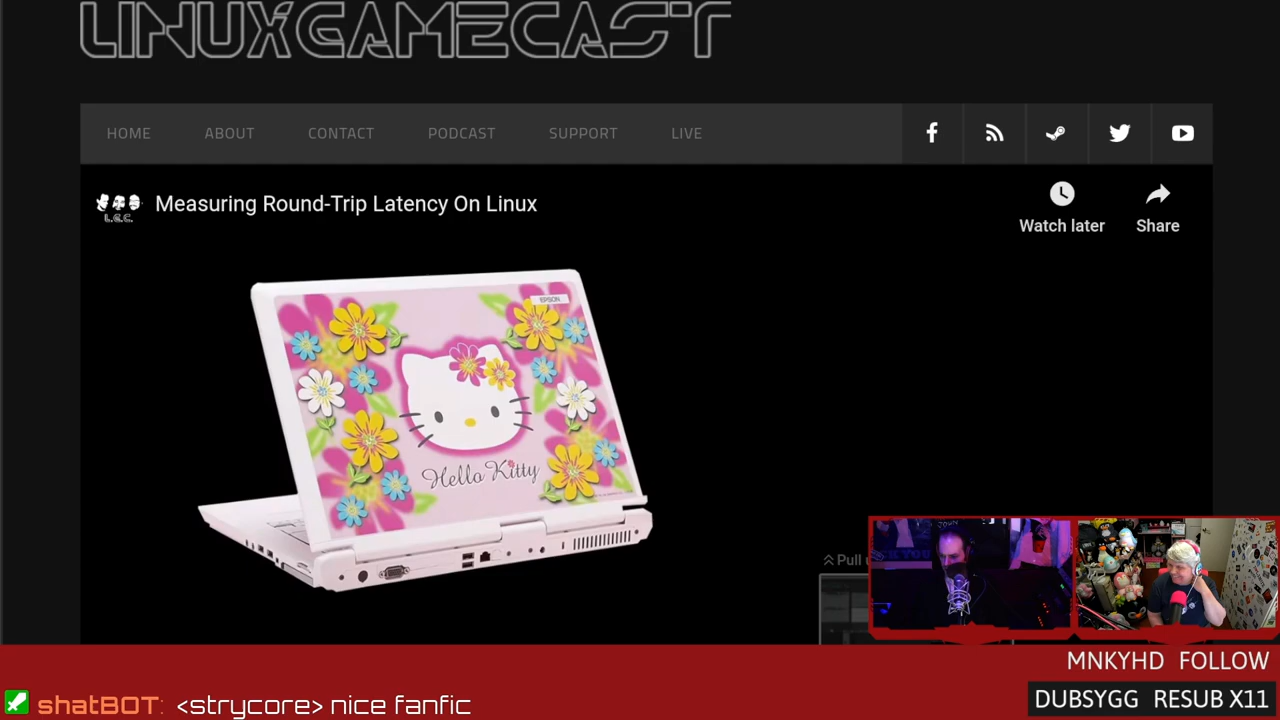 LINUXGAMECAST
HOME ABOUT CONTACT PODCAST SUPPORT LIVE
L.G.C.
Measuring Round-Trip Latency On Linux
Watch later
Share
EPSON
Hello Kitty
Pull
MNKYHD FOLLOW
DUBSYGG RESUB X11
shatBOT: <strycore> nice fanfic